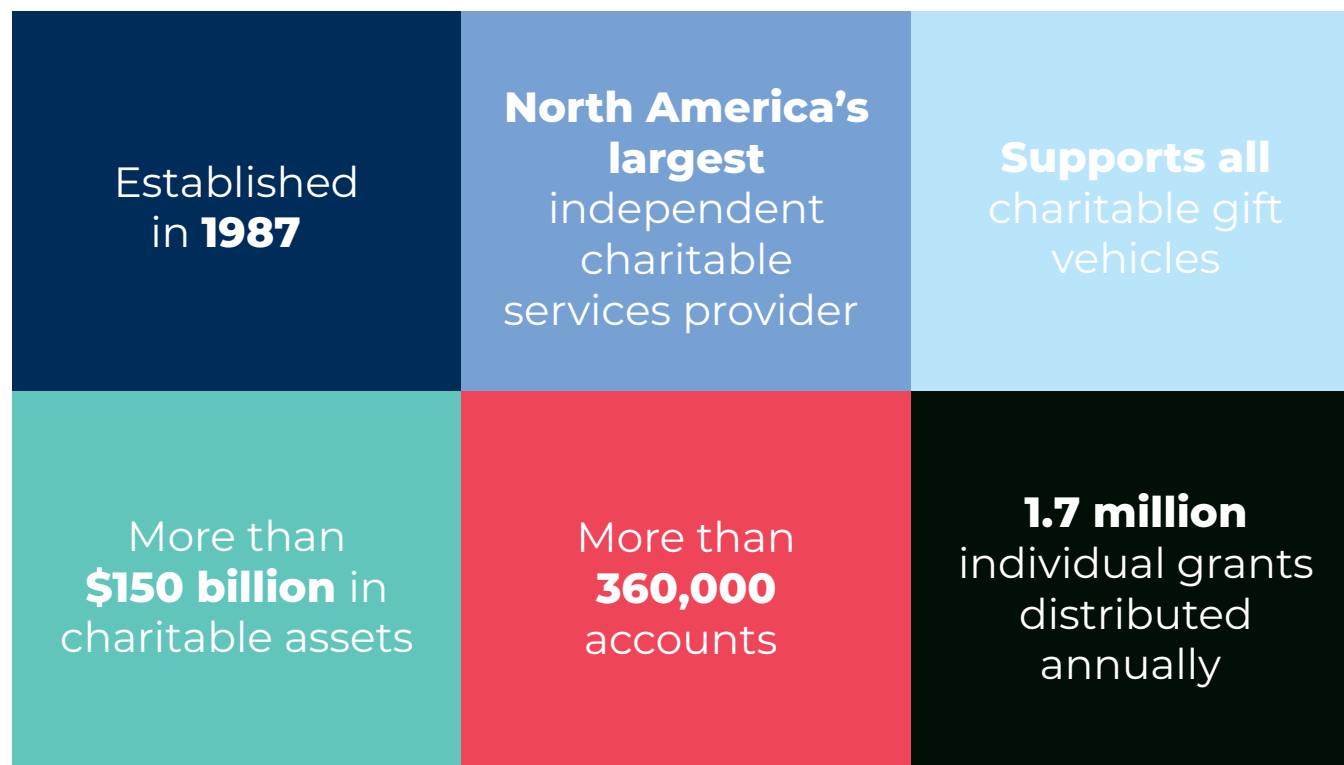 Established
in 1987
North America’s
largest
independent
charitable
services provider
Supports all
charitable gift
vehicles
More than
$150 billion in
charitable assets
More than
360,000
accounts
1.7 million
individual grants
distributed
annually